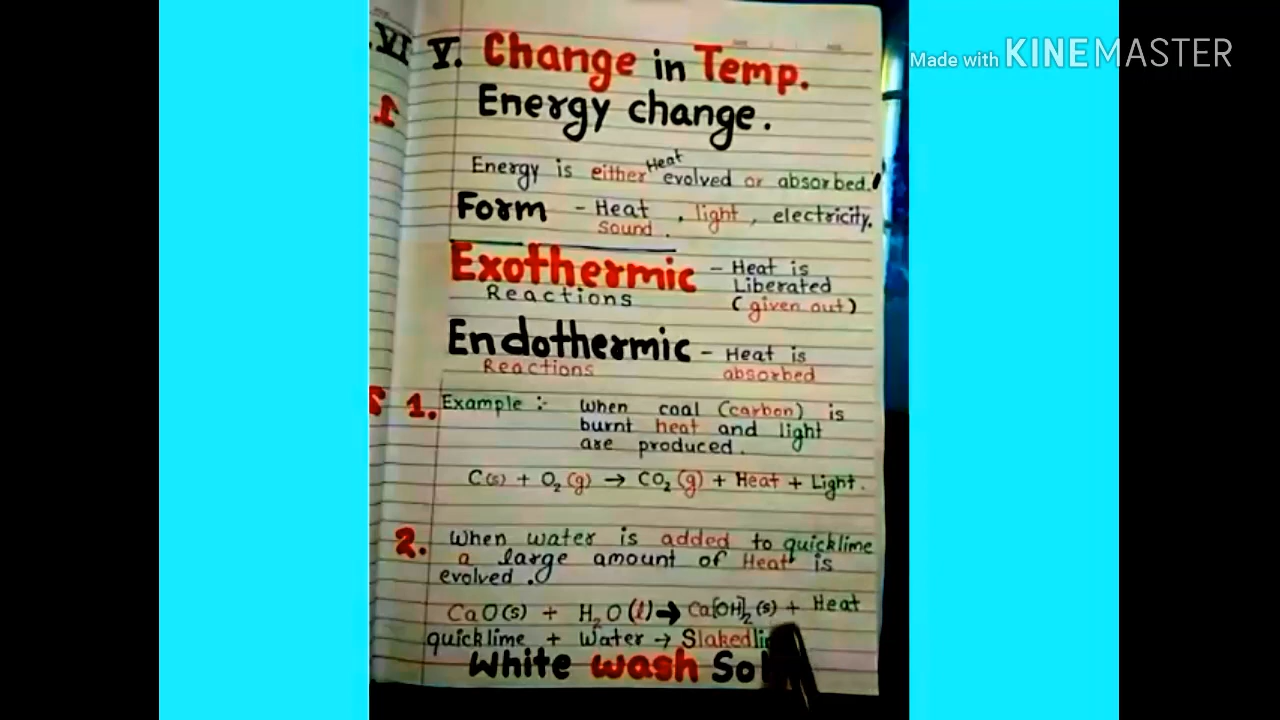 Made with KINEMASTER
VI
V. Change in Temp.
Energy change.
Heat
Energy is either evolved or absorbed.
Form - Heat , light , electricity.
sound .
Exothermic - Heat is
Reactions Liberated
(given out)
Endothermic - Heat is
Reactions absorbed
1. Example :- When coal (carbon) is
burnt heat and light
are produced.
C(s) + O₂(g) → CO₂(g) + Heat + Light.
2. When water is added to quicklime
a large amount of Heat is
evolved .
CaO(s) + H₂O(l) → Ca[OH]₂(s) + Heat
quicklime + Water →
White wash